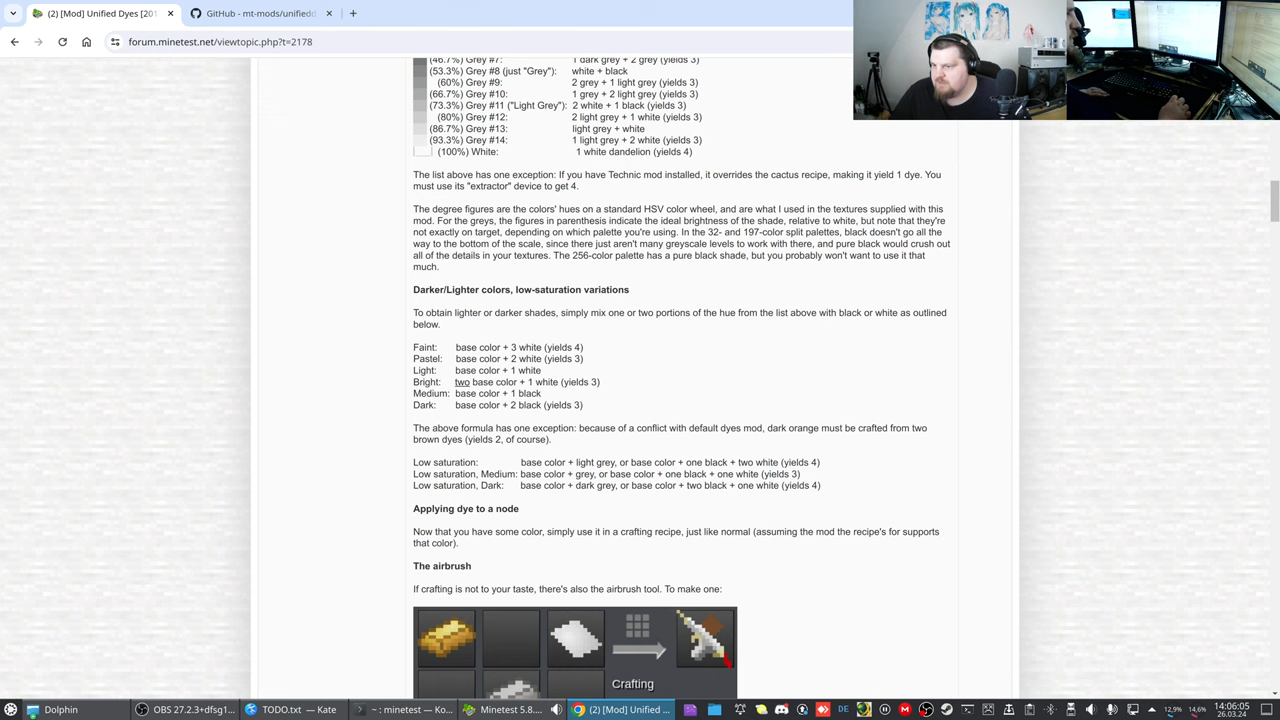 (2) [Mod] Unified Dyes [201
GitHub - mt-mods/unifiedd
forum.minetest.net/viewtopic.php?t=2178
(46.7%) Grey #7: 1 dark grey + 2 grey (yields 3)
(53.3%) Grey #8 (just "Grey"): white + black
(60%) Grey #9: 2 grey + 1 light grey (yields 3)
(66.7%) Grey #10: 1 grey + 2 light grey (yields 3)
(73.3%) Grey #11 ("Light Grey"): 2 white + 1 black (yields 3)
(80%) Grey #12: 2 light grey + 1 white (yields 3)
(86.7%) Grey #13: light grey + white
(93.3%) Grey #14: 1 light grey + 2 white (yields 3)
(100%) White: 1 white dandelion (yields 4)
The list above has one exception: If you have Technic mod installed, it overrides the cactus recipe, making it yield 1 dye. You
must use its "extractor" device to get 4.
The degree figures are the colors' hues on a standard HSV color wheel, and are what I used in the textures supplied with this
mod. For the greys, the figures in parenthesis indicate the ideal brightness of the shade, relative to white, but note that they're
not exactly on target, depending on which palette you're using. In the 32- and 197-color split palettes, black doesn't go all the
way to the bottom of the scale, since there just aren't many greyscale levels to work with there, and pure black would crush out
all of the details in your textures. The 256-color palette has a pure black shade, but you probably won't want to use it that
much.
Darker/Lighter colors, low-saturation variations
To obtain lighter or darker shades, simply mix one or two portions of the hue from the list above with black or white as outlined
below.
Faint: base color + 3 white (yields 4)
Pastel: base color + 2 white (yields 3)
Light: base color + 1 white
Bright: two base color + 1 white (yields 3)
Medium: base color + 1 black
Dark: base color + 2 black (yields 3)
The above formula has one exception: because of a conflict with default dyes mod, dark orange must be crafted from two
brown dyes (yields 2, of course).
Low saturation: base color + light grey, or base color + one black + two white (yields 4)
Low saturation, Medium: base color + grey, or base color + one black + one white (yields 3)
Low saturation, Dark: base color + dark grey, or base color + two black + one white (yields 4)
Applying dye to a node
Now that you have some color, simply use it in a crafting recipe, just like normal (assuming the mod the recipe's for supports
that color).
The airbrush
If crafting is not to your taste, there's also the airbrush tool. To make one:
Crafting
Dolphin
OBS 27.2.3+dfsg1...
TODO.txt — Kate
: minetest — Ko...
Minetest 5.8....
(2) [Mod] Unified ...
DE
12,9%
14,6%
14:06:05
26.03.24